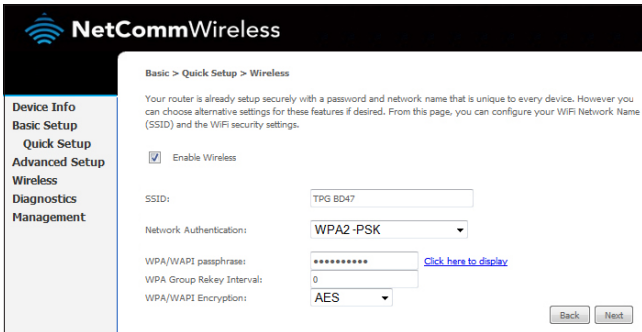 NetCommWireless
Basic > Quick Setup > Wireless
Your router is already setup securely with a password and network name that is unique to every device. However you
can choose alternative settings for these features if desired. From this page, you can configure your WiFi Network Name
(SSID) and the WiFi security settings.
Device Info
Basic Setup
Quick Setup
Advanced Setup
Wireless
Diagnostics
Management
Enable Wireless
SSID: TPG BD47
Network Authentication: WPA2 -PSK
WPA/WAPI passphrase: •••••••••• Click here to display
WPA Group Rekey Interval: 0
WPA/WAPI Encryption: AES
Back Next